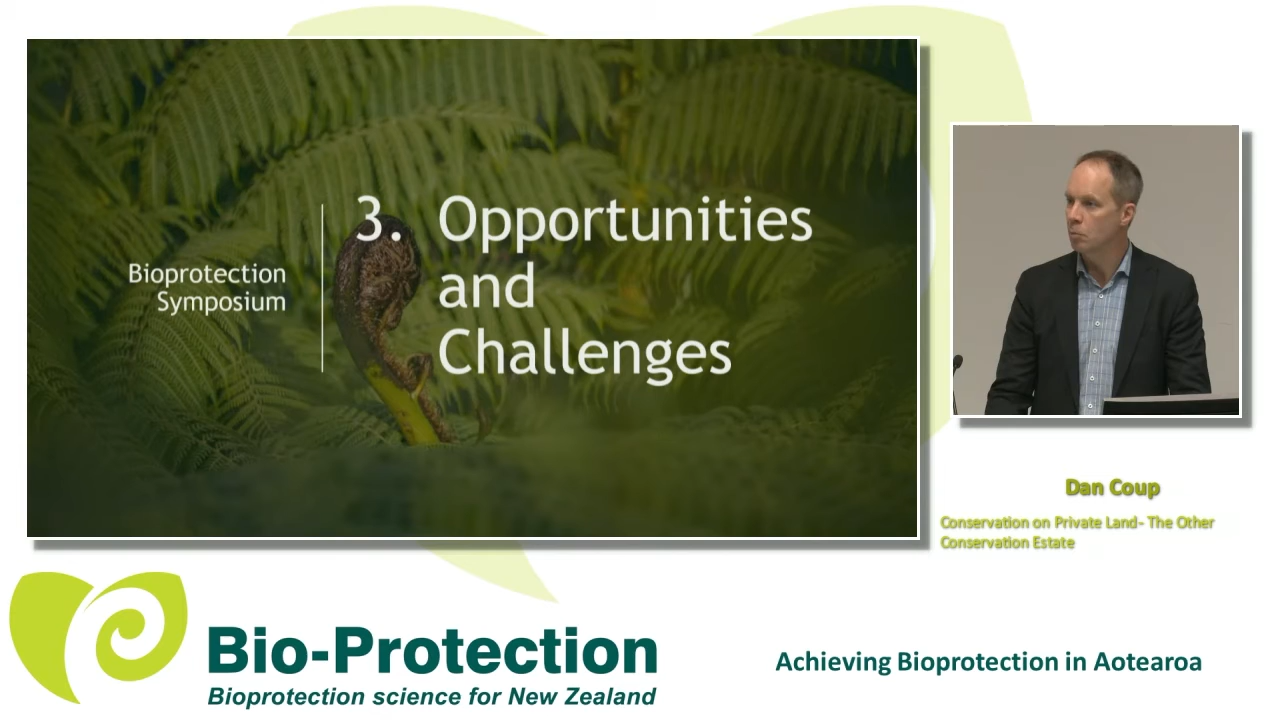 Bioprotection
Symposium
3. Opportunities
and
Challenges
Dan Coup
Conservation on Private Land- The Other
Conservation Estate
Bio-Protection
Bioprotection science for New Zealand
Achieving Bioprotection in Aotearoa